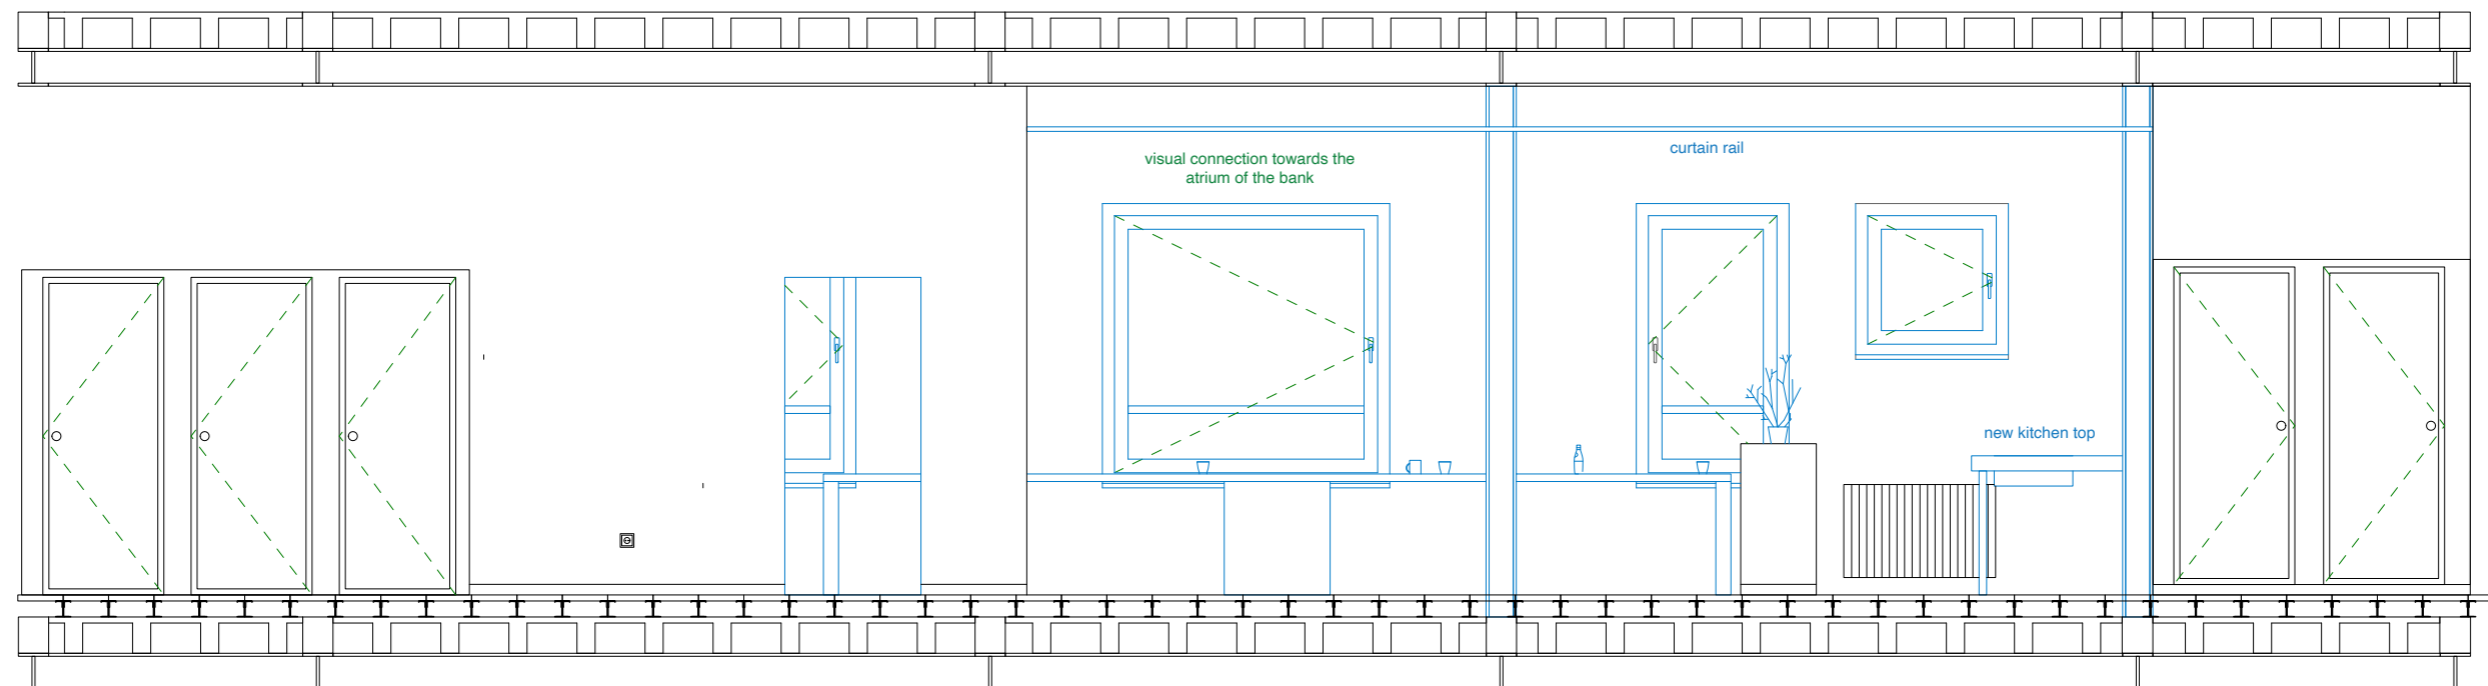 visual connection towards the
atrium of the bank
curtain rail
new kitchen top